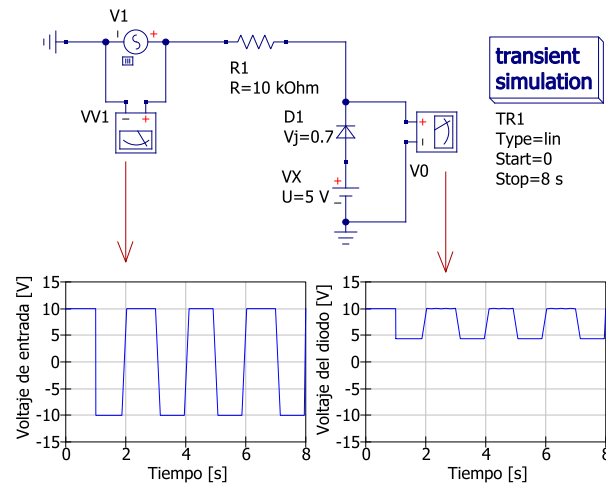 V1
R1
R=10 kOhm
VV1
D1
Vj=0.7
VX
U=5 V
V0
transient
simulation
TR1
Type=lin
Start=0
Stop=8 s
Voltaje de entrada [V]
15
10
5
0
-5
-10
-15
0 2 4 6 8
Tiempo [s]
Voltaje del diodo [V]
15
10
5
0
-5
-10
-15
0 2 4 6 8
Tiempo [s]